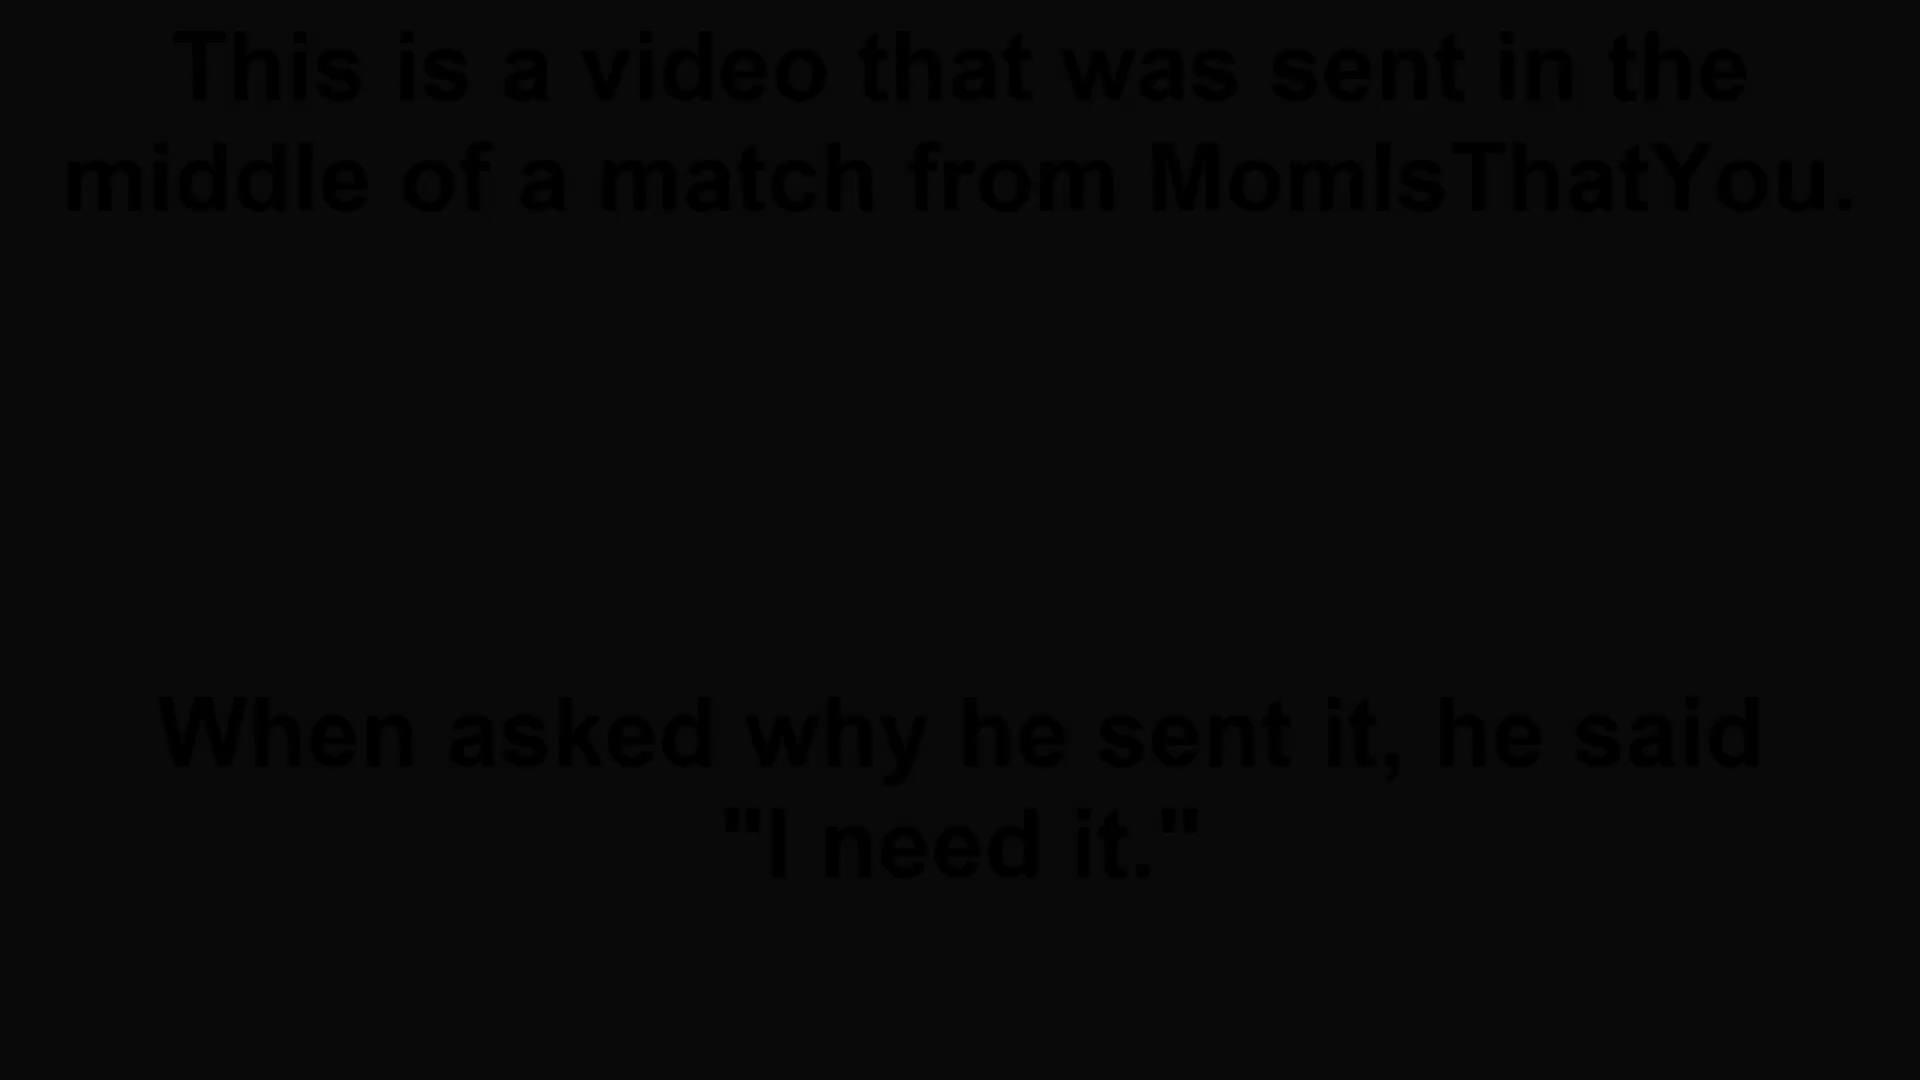 This is a video that was sent in the
middle of a match from MomIsThatYou.
When asked why he sent it, he said
"I need it."